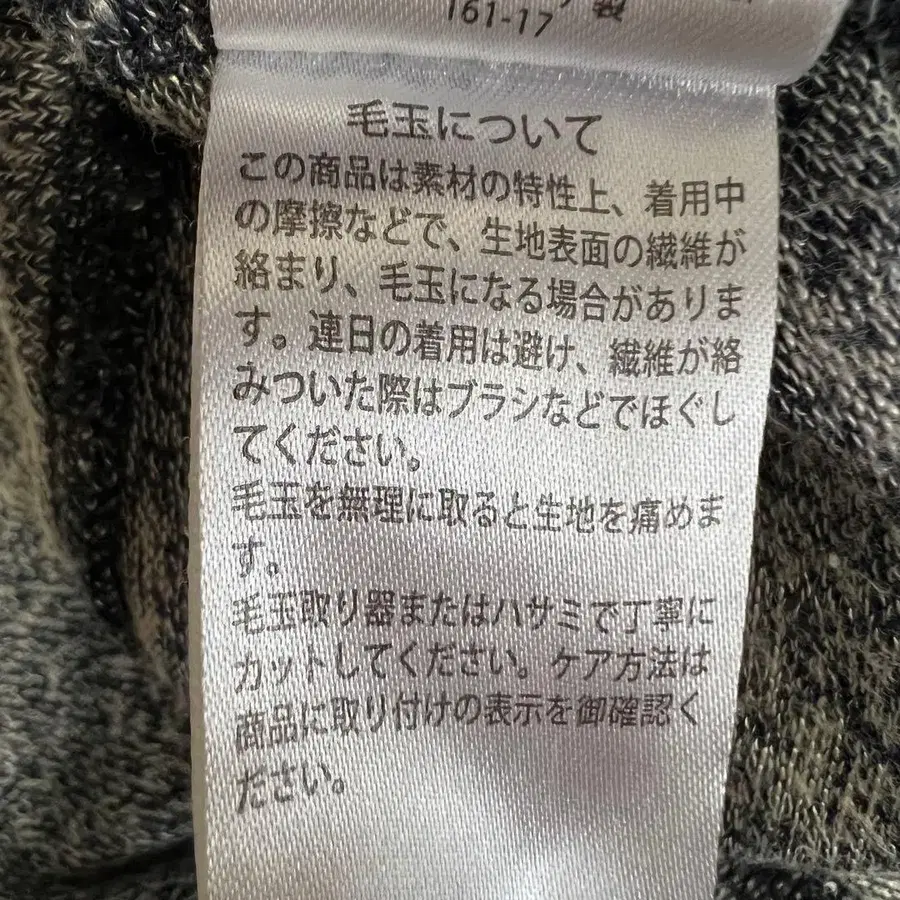 161-17
製
毛玉について
この商品は素材の特性上、着用中
の摩擦などで、生地表面の繊維が
絡まり、毛玉になる場合がありま
す。連日の着用は避け、繊維が絡
みついた際はブラシなどでほぐし
てください。
毛玉を無理に取ると生地を痛めま
す。
毛玉取り器またはハサミで丁寧に
カットしてください。ケア方法は
商品に取り付けの表示を御確認く
ださい。